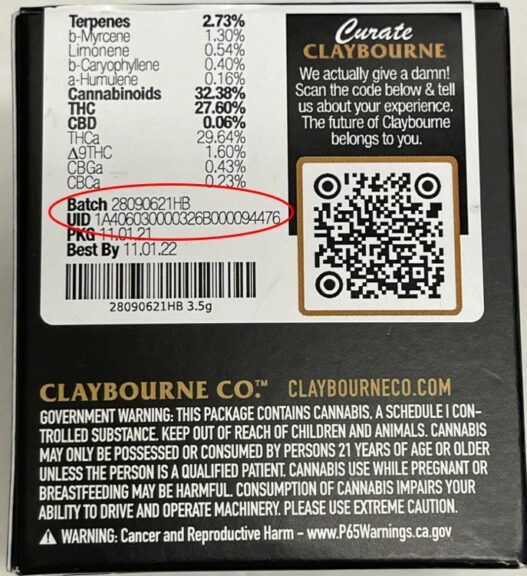 Terpenes 2.73%
b-Myrcene 1.30%
Limonene 0.54%
b-Caryophyllene 0.40%
a-Humulene 0.16%
Cannabinoids 32.38%
THC 27.60%
CBD 0.06%
THCa 29.64%
Δ9THC 1.60%
CBGa 0.43%
CBCa 0.23%
Batch 28090621HB
UID 1A406030000326B000094476
PKG 11.01.21
Best By 11.01.22
28090621HB 3.5g
Curate
CLAYBOURNE
We actually give a damn!
Scan the code below & tell
us about your experience.
The future of Claybourne
belongs to you.
CLAYBOURNE CO.™ CLAYBOURNECO.COM
GOVERNMENT WARNING: THIS PACKAGE CONTAINS CANNABIS, A SCHEDULE I CON-
TROLLED SUBSTANCE. KEEP OUT OF REACH OF CHILDREN AND ANIMALS. CANNABIS
MAY ONLY BE POSSESSED OR CONSUMED BY PERSONS 21 YEARS OF AGE OR OLDER
UNLESS THE PERSON IS A QUALIFIED PATIENT. CANNABIS USE WHILE PREGNANT OR
BREASTFEEDING MAY BE HARMFUL. CONSUMPTION OF CANNABIS IMPAIRS YOUR
ABILITY TO DRIVE AND OPERATE MACHINERY. PLEASE USE EXTREME CAUTION.
⚠ WARNING: Cancer and Reproductive Harm - www.P65Warnings.ca.gov